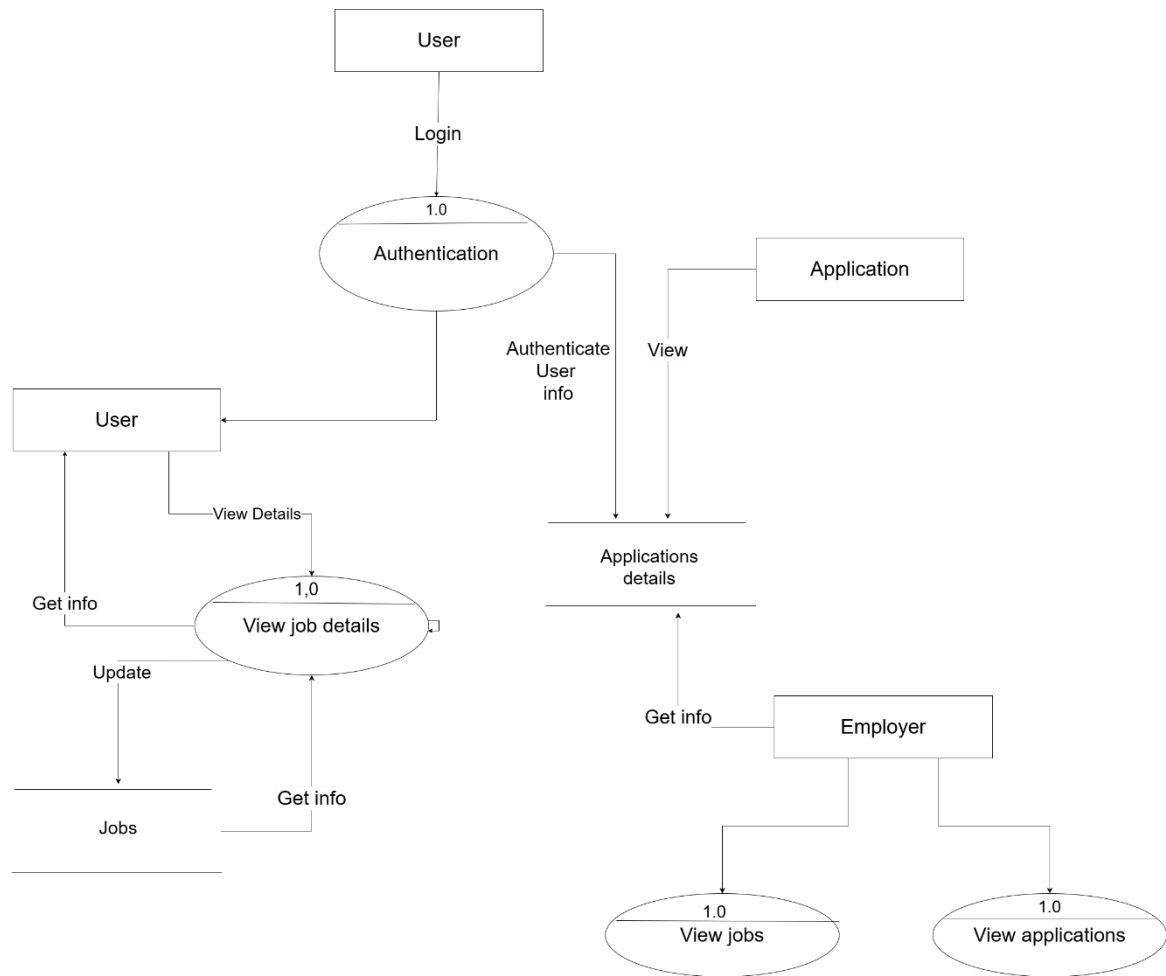 User
Login
1.0
Authentication
Application
Authenticate
User
info
View
User
View Details
Applications
details
1,0
View job details
Get info
Update
Get info
Employer
Get info
Jobs
1.0
View jobs
1.0
View applications